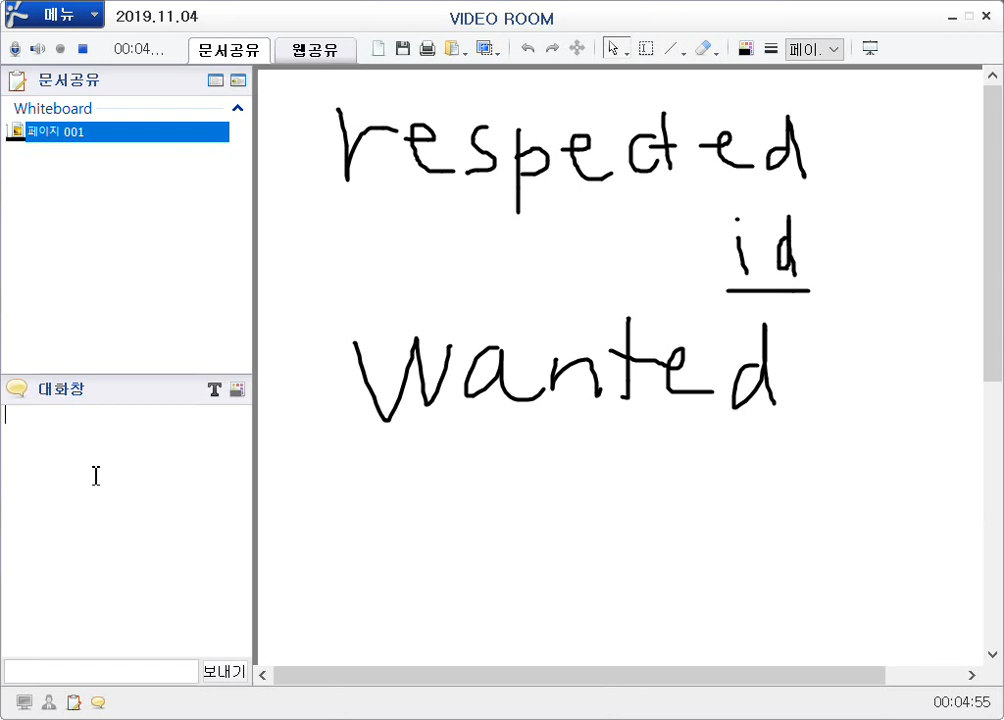 메뉴 2019.11.04 VIDEO ROOM
00:04... 문서공유 웹공유 페이.
문서공유
Whiteboard
페이지 001
respected
id
wanted
대화창 T
보내기
00:04:55